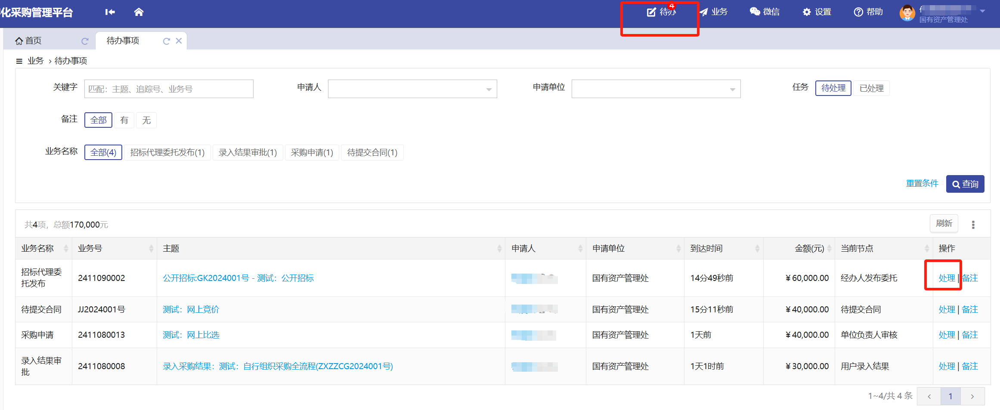 化采购管理平台 待办 4 业务 微信 设置 帮助
国有资产管理处
首页 待办事项
业务 › 待办事项
关键字 匹配：主题、追踪号、业务号 申请人 申请单位 任务 待处理 已处理
备注 全部 有 无
业务名称 全部(4) 招标代理委托发布(1) 录入结果审批(1) 采购申请(1) 待提交合同(1)
重置条件 查询
共4项，总额170,000元 刷新
业务名称 业务号 主题 申请人 申请单位 到达时间 金额(元) 当前节点 操作
招标代理委托发布 2411090002 公开招标:GK2024001号 - 测试：公开招标 国有资产管理处 14分49秒前 ¥ 60,000.00 经办人发布委托 处理 | 备注
待提交合同 JJ2024001号 测试：网上竞价 国有资产管理处 15分11秒前 ¥ 40,000.00 待提交合同 处理 | 备注
采购申请 2411080013 测试：网上比选 国有资产管理处 1天前 ¥ 40,000.00 单位负责人审核 处理 | 备注
录入结果审批 2411080008 录入采购结果：测试：自行组织采购全流程(ZXZZCG2024001号) 国有资产管理处 1天1时前 ¥ 30,000.00 用户录入结果 处理 | 备注
1~4/共 4 条 ‹ 1 ›